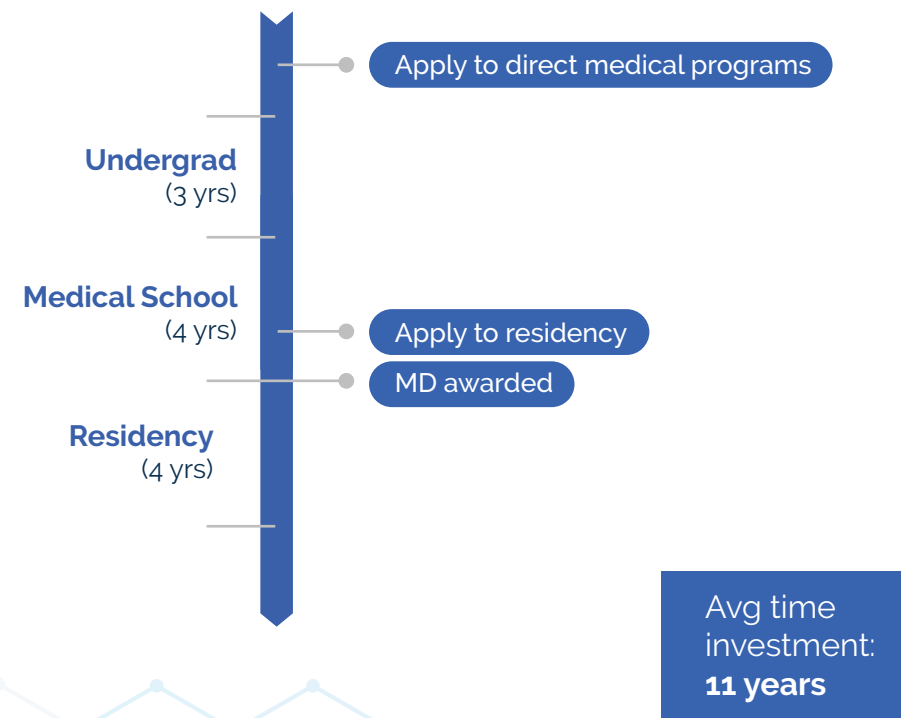 Apply to direct medical programs
Undergrad
(3 yrs)
Medical School
(4 yrs)
Apply to residency
MD awarded
Residency
(4 yrs)
Avg time
investment:
11 years